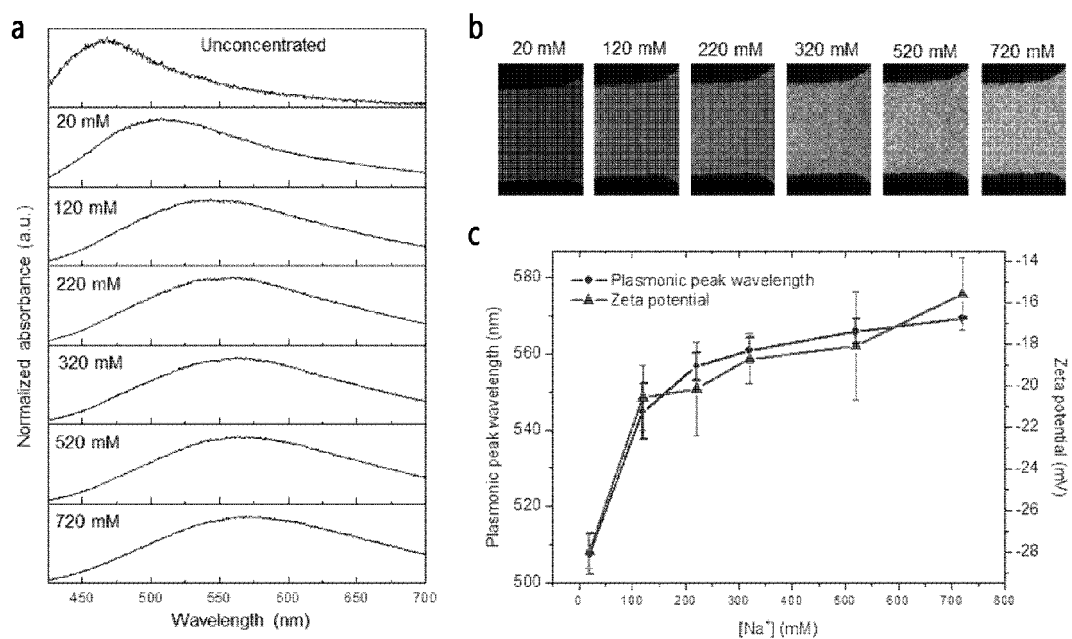 a
Unconcentrated
20 mM
120 mM
220 mM
320 mM
520 mM
720 mM
Normalized absorbance (a.u.)
450 500 550 600 650 700
Wavelength (nm)
b
20 mM 120 mM 220 mM 320 mM 520 mM 720 mM
c
Plasmonic peak wavelength
Zeta potential
580
560
540
520
500
Plasmonic peak wavelength (nm)
-14
-16
-18
-20
-22
-24
-26
-28
Zeta potential (mV)
0 100 200 300 400 500 600 700 800
[Na⁺] (mM)